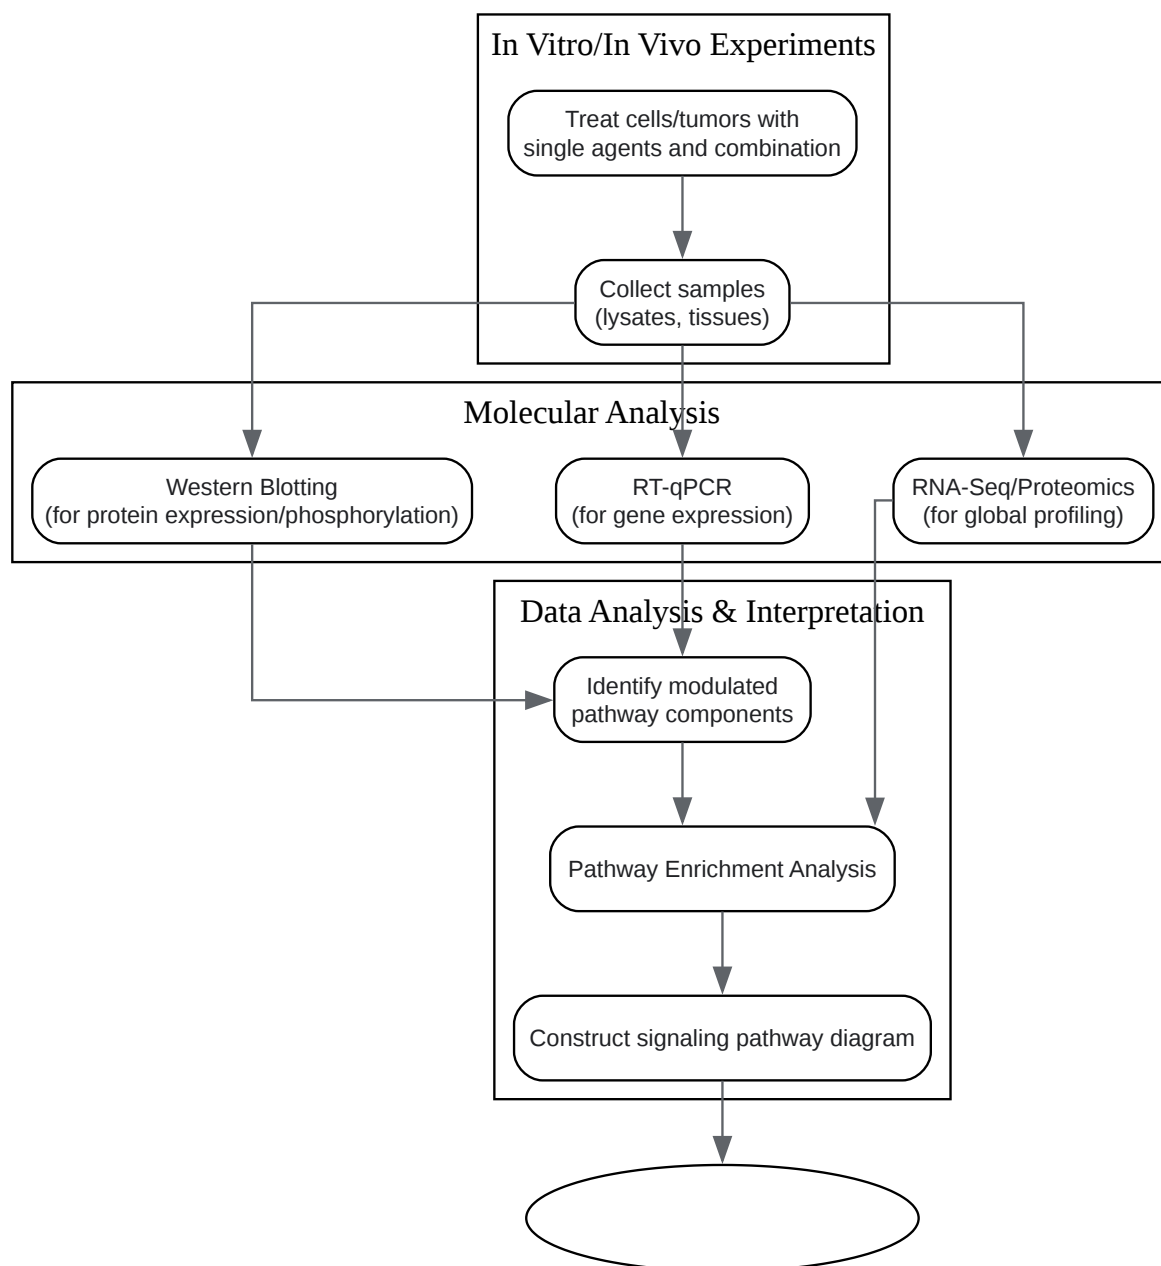 In Vitro/In Vivo Experiments
Treat cells/tumors with
single agents and combination
Collect samples
(lysates, tissues)
Molecular Analysis
Western Blotting
(for protein expression/phosphorylation)
RT-qPCR
(for gene expression)
RNA-Seq/Proteomics
(for global profiling)
Data Analysis & Interpretation
Identify modulated
pathway components
Pathway Enrichment Analysis
Construct signaling pathway diagram